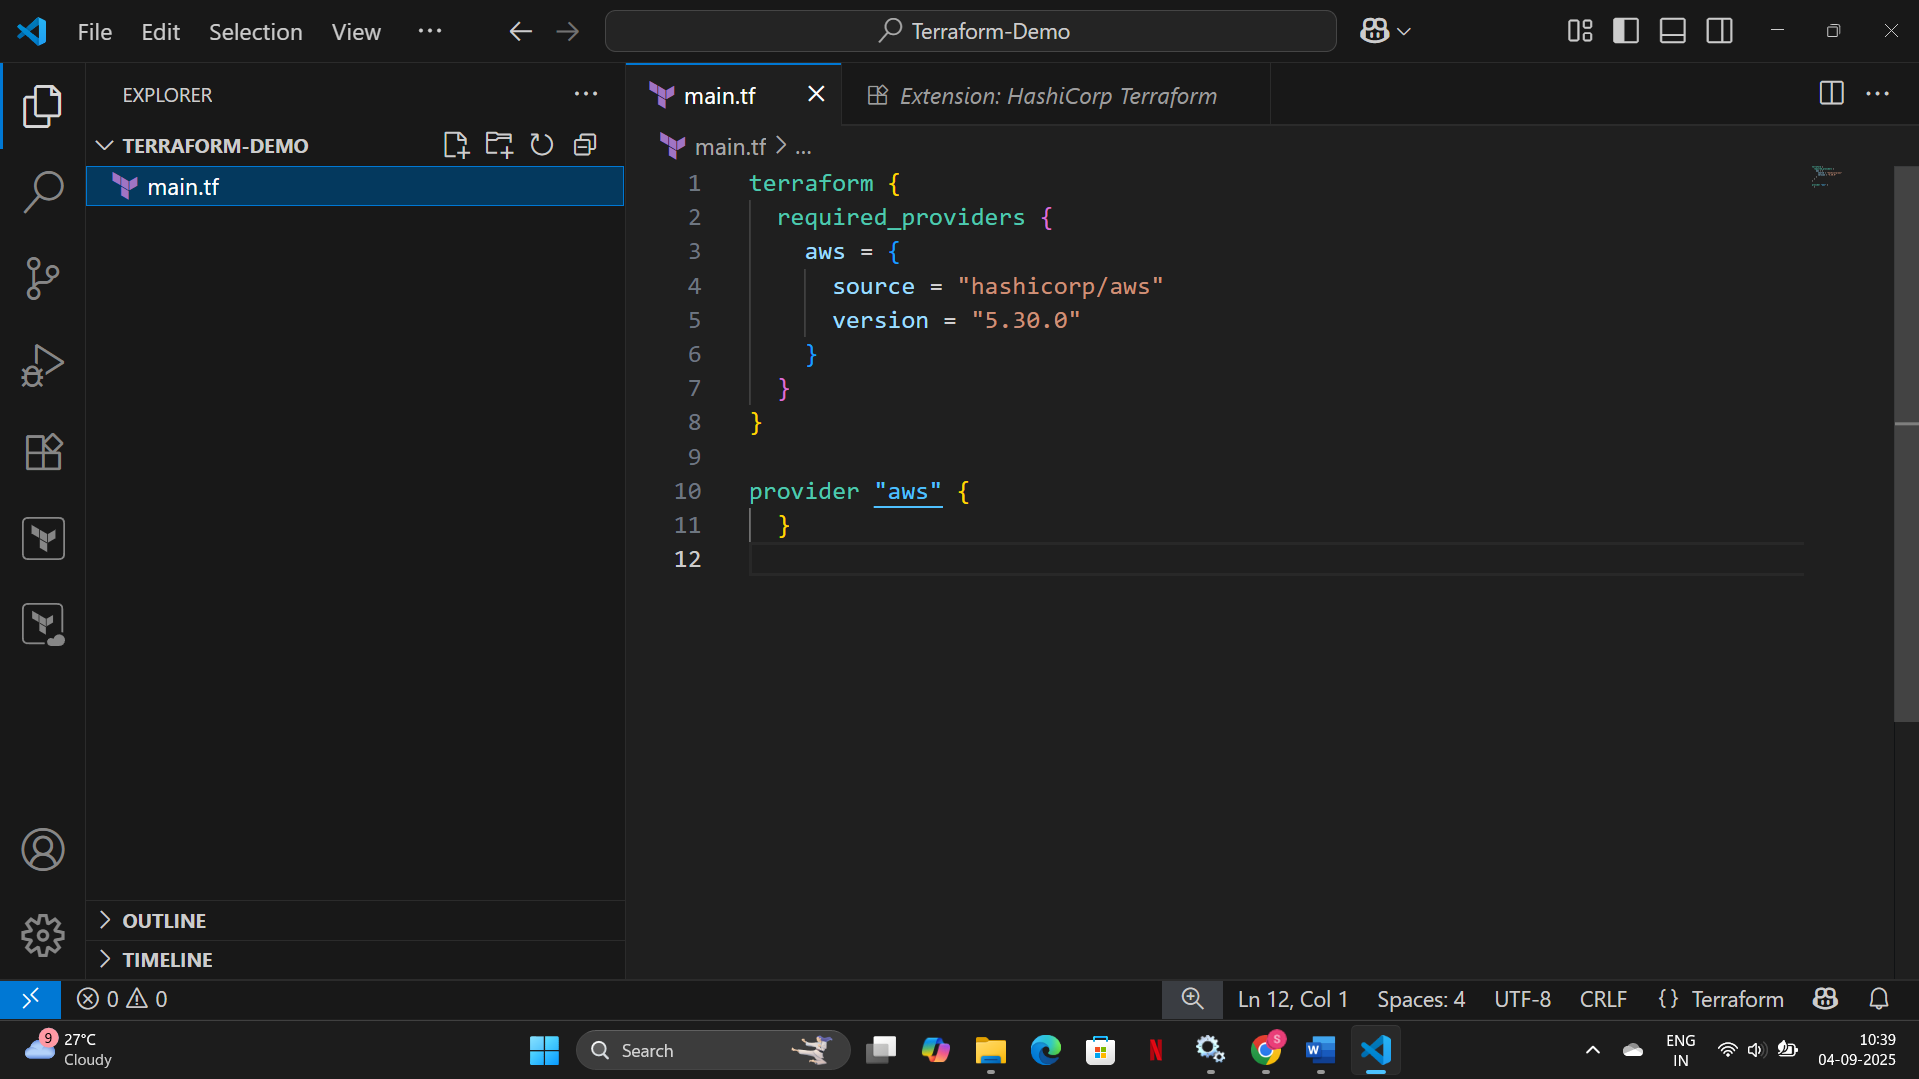 File Edit Selection View ···
Terraform-Demo
EXPLORER
TERRAFORM-DEMO
main.tf
main.tf
Extension: HashiCorp Terraform
main.tf > ...
1 terraform {
2 required_providers {
3 aws = {
4 source = "hashicorp/aws"
5 version = "5.30.0"
6 }
7 }
8 }
9
10 provider "aws" {
11 }
12
OUTLINE
TIMELINE
0 0
Ln 12, Col 1 Spaces: 4 UTF-8 CRLF {} Terraform
9
27°C
Cloudy
Search
N
S
W
ENG
IN
10:39
04-09-2025